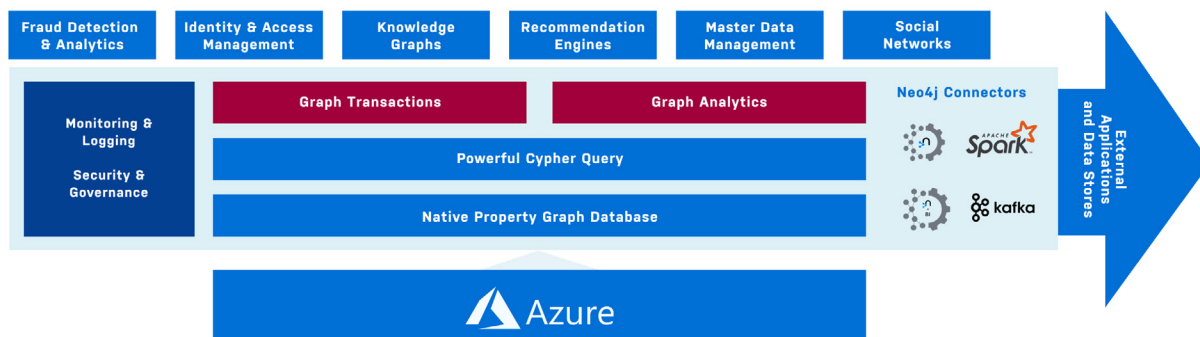 Fraud Detection
& Analytics
Identity & Access
Management
Knowledge
Graphs
Recommendation
Engines
Master Data
Management
Social
Networks
Monitoring &
Logging
Security &
Governance
Graph Transactions
Graph Analytics
Powerful Cypher Query
Native Property Graph Database
Neo4j Connectors
n
APACHE
Spark™
n
BI
kafka
External
Applications
and Data Stores
Azure